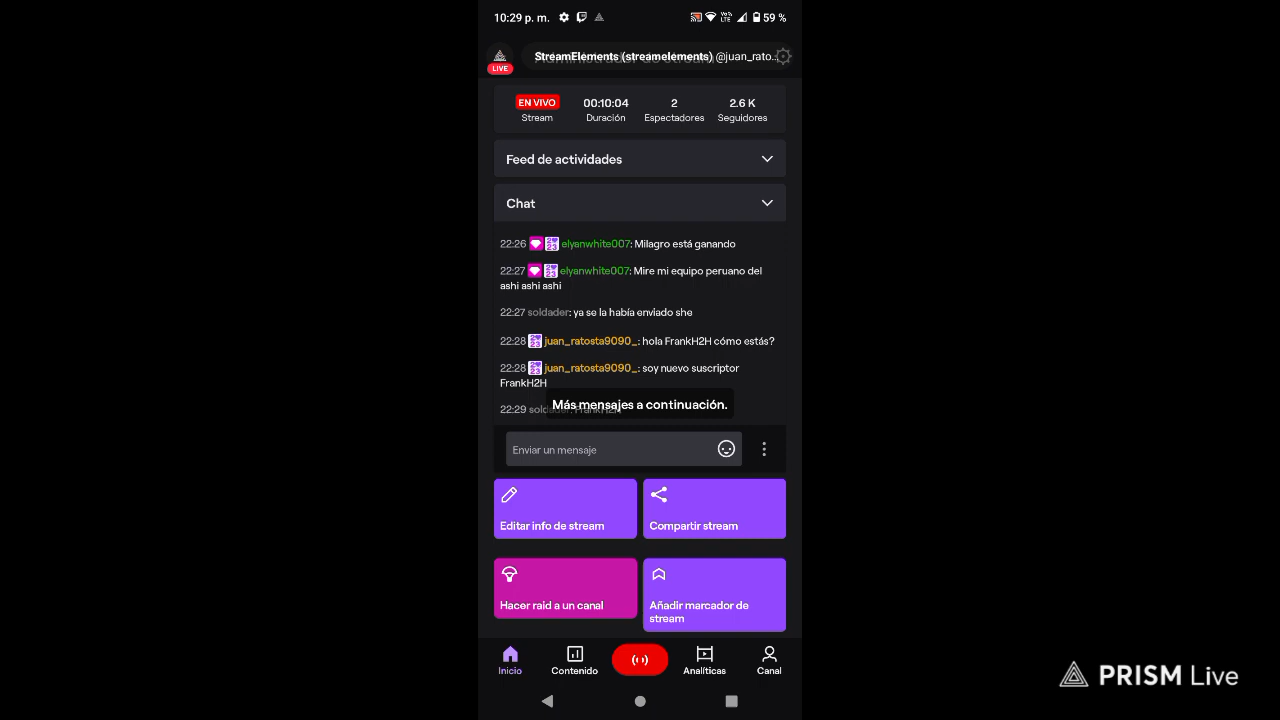 10:29 p. m.
59 %
LIVE
StreamElements (streamelements) @juan_rato...
EN VIVO
Stream
00:10:04
Duración
2
Espectadores
2.6 K
Seguidores
Feed de actividades
Chat
22:26 elyanwhite007: Milagro está ganando
22:27 elyanwhite007: Mire mi equipo peruano del
ashi ashi ashi
22:27 soldader: ya se la había enviado she
22:28 juan_ratosta9090_: hola FrankH2H cómo estás?
22:28 juan_ratosta9090_: soy nuevo suscriptor
FrankH2H
22:29 soldader: FrankH2H
Más mensajes a continuación.
Enviar un mensaje
Editar info de stream
Compartir stream
Hacer raid a un canal
Añadir marcador de
stream
Inicio
Contenido
Analíticas
Canal
PRISM Live